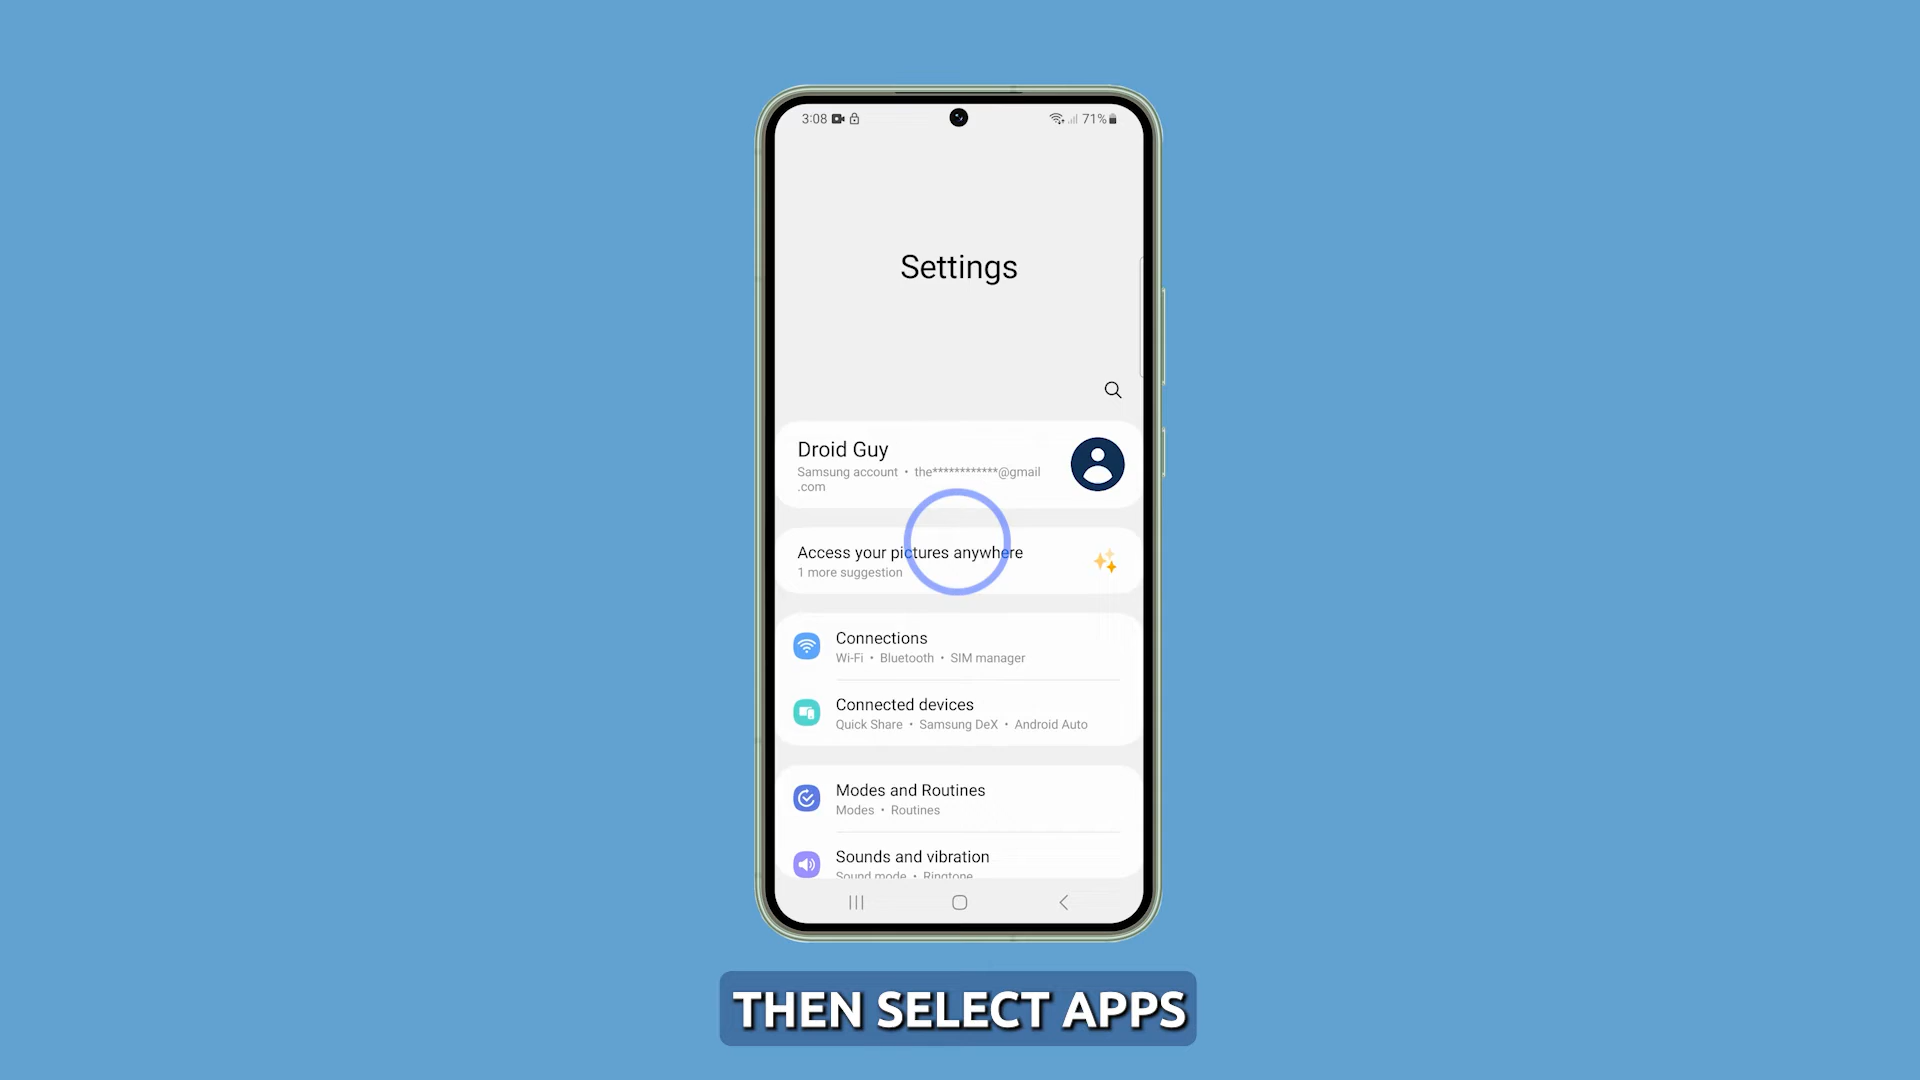 3:08
71%
Settings
Droid Guy
Samsung account • the************@gmail
.com
Access your pictures anywhere
1 more suggestion
Connections
Wi-Fi • Bluetooth • SIM manager
Connected devices
Quick Share • Samsung DeX • Android Auto
Modes and Routines
Modes • Routines
Sounds and vibration
Sound mode • Ringtone
THEN SELECT APPS